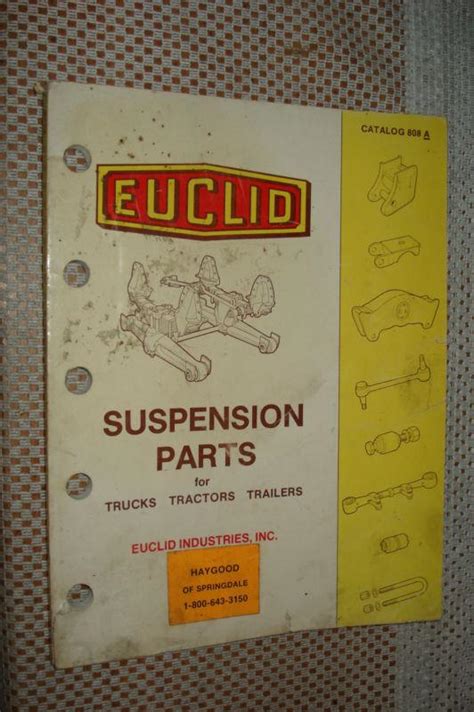 CATALOG 808 A
EUCLID
SUSPENSION
PARTS
for
TRUCKS TRACTORS TRAILERS
EUCLID INDUSTRIES, INC.
HAYGOOD
OF SPRINGDALE
1-800-643-3150